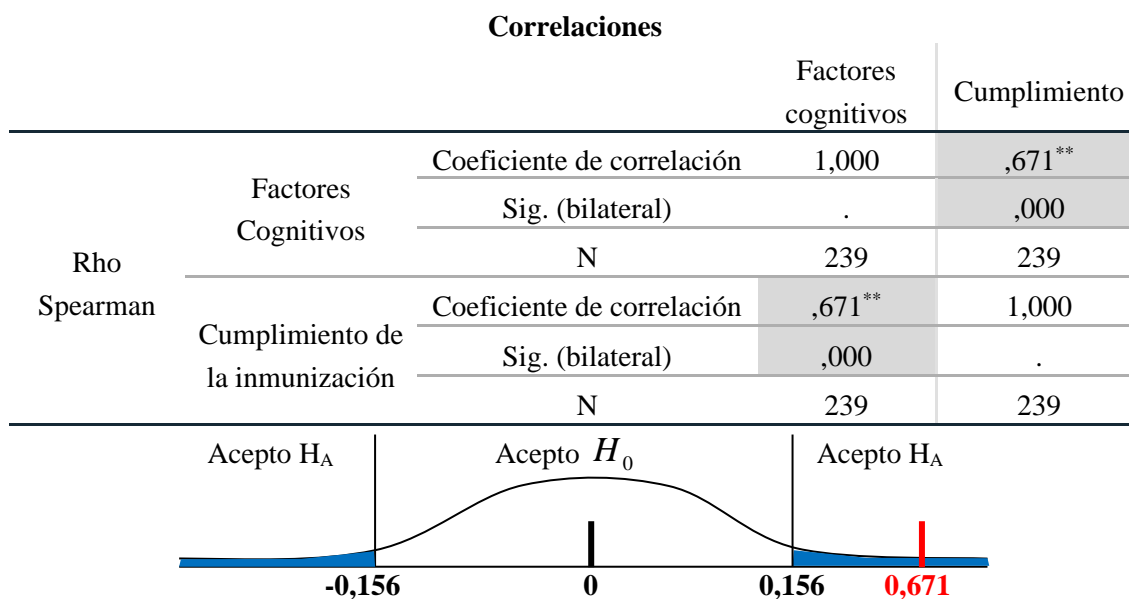 Correlaciones
Factores cognitivos Cumplimiento
Rho Spearman Factores Cognitivos Coeficiente de correlación 1,000 ,671**
Sig. (bilateral) . ,000
N 239 239
Cumplimiento de la inmunización Coeficiente de correlación ,671** 1,000
Sig. (bilateral) ,000 .
N 239 239
Acepto HA Acepto H0 Acepto HA
-0,156 0 0,156 0,671